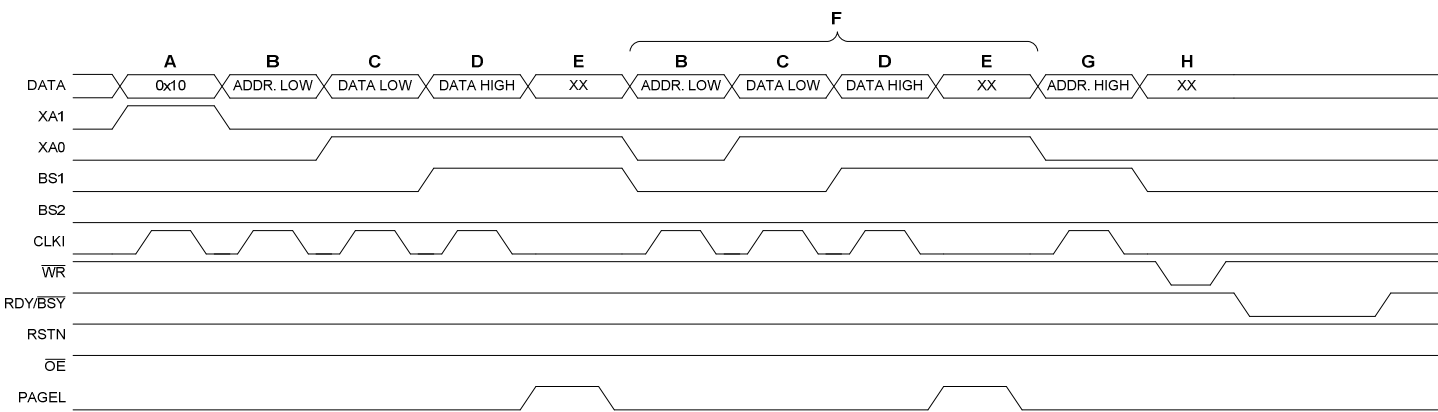 F
A B C D E B C D E G H
DATA 0x10 ADDR. LOW DATA LOW DATA HIGH XX ADDR. LOW DATA LOW DATA HIGH XX ADDR. HIGH XX
XA1
XA0
BS1
BS2
CLKI
WR
RDY/BSY
RSTN
OE
PAGEL